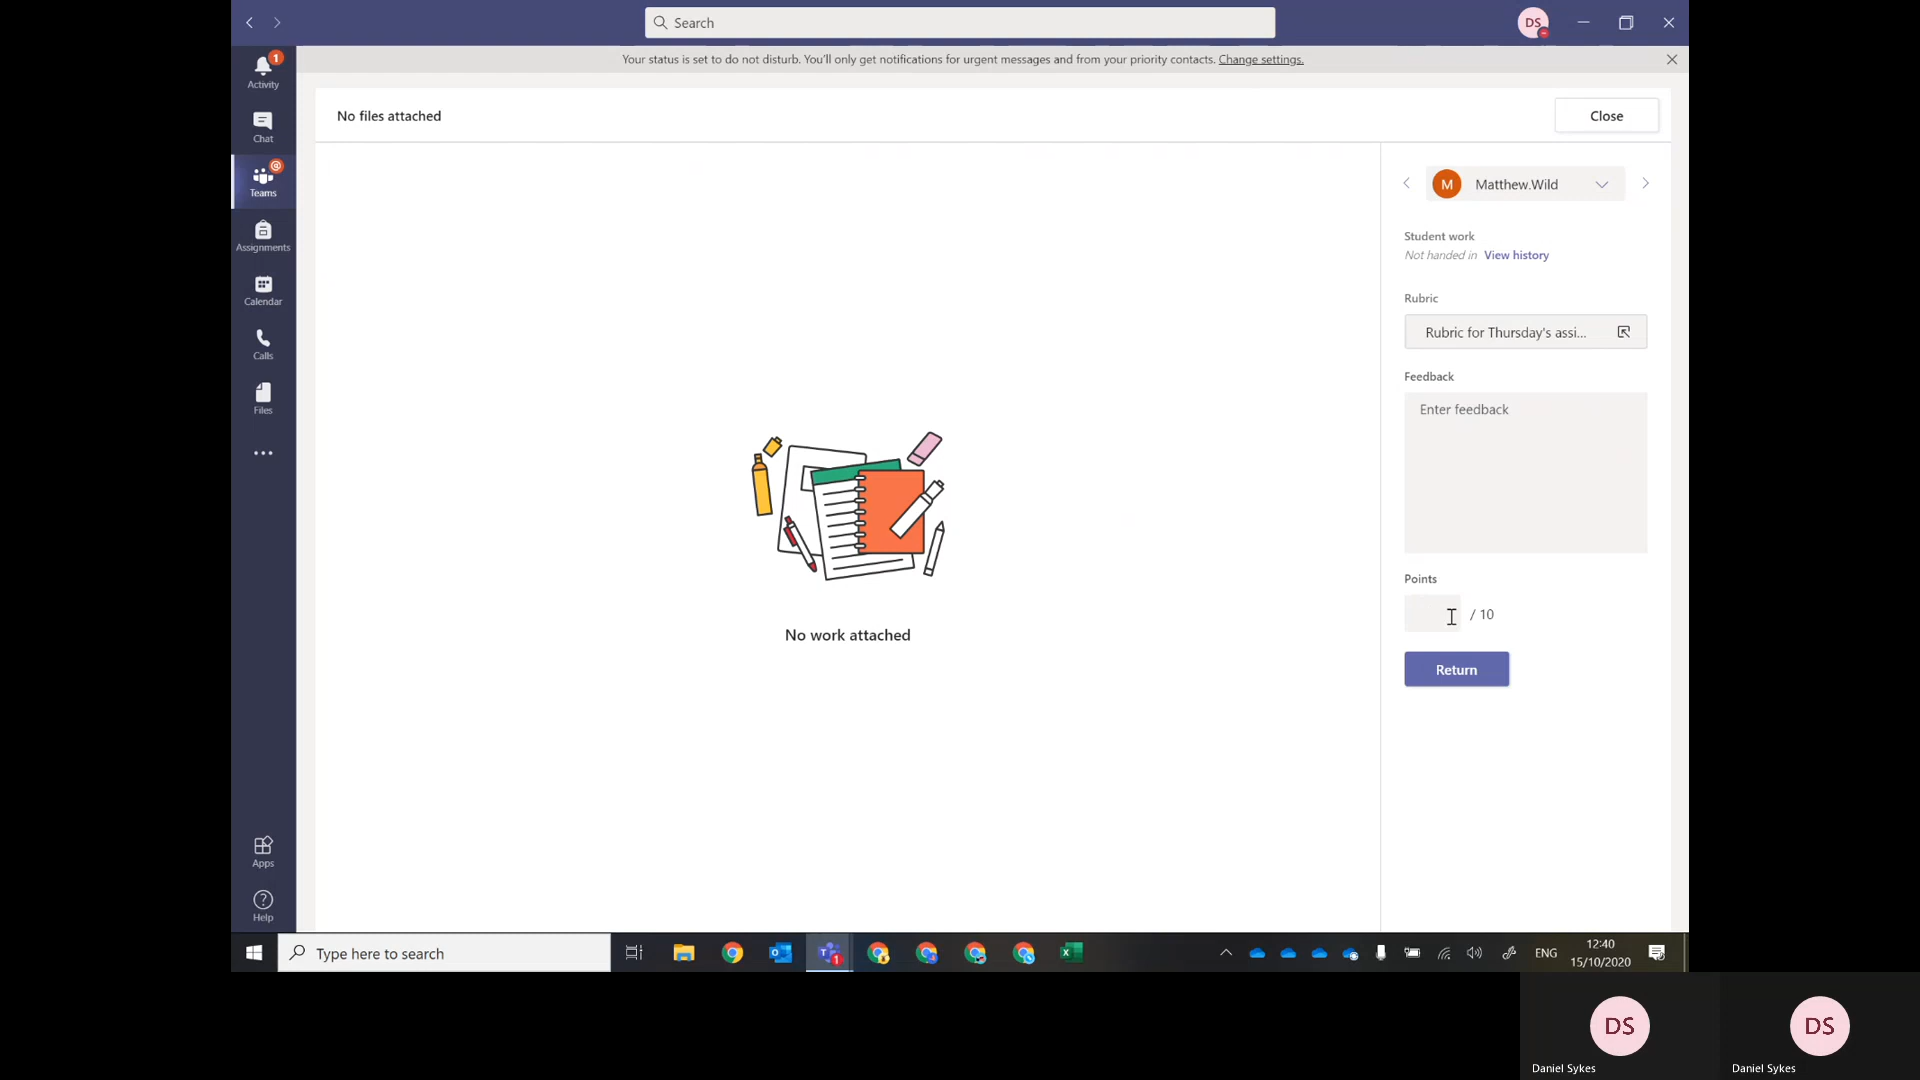 Search
DS
Your status is set to do not disturb. You'll only get notifications for urgent messages and from your priority contacts. Change settings.
1
Activity
Chat
@
Teams
Assignments
Calendar
Calls
Files
Apps
Help
No files attached
Close
No work attached
M Matthew.Wild
Student work
Not handed in View history
Rubric
Rubric for Thursday's assi...
Feedback
Enter feedback
Points
/ 10
Return
Type here to search
1
ENG
12:40
15/10/2020
DS
Daniel Sykes
DS
Daniel Sykes